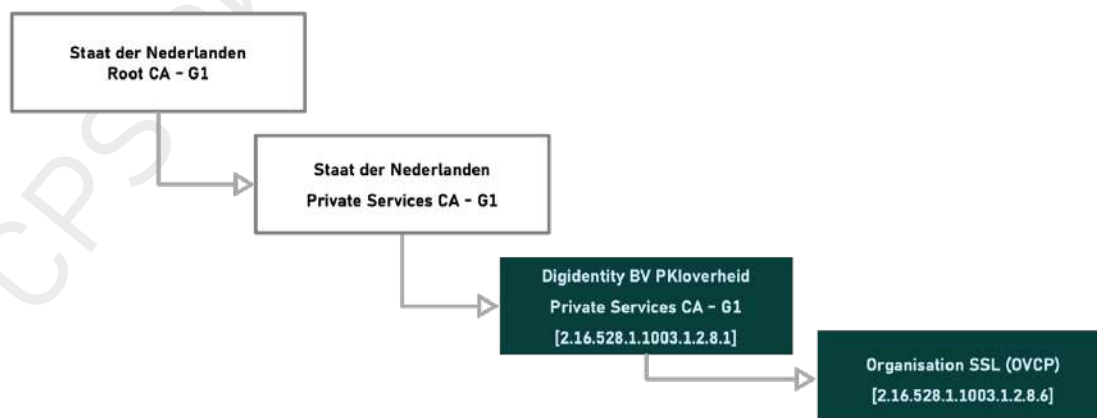 Staat der Nederlanden
Root CA – G1
Staat der Nederlanden
Private Services CA – G1
Digidentity BV PKIoverheid
Private Services CA – G1
[2.16.528.1.1003.1.2.8.1]
Organisation SSL (OVCP)
[2.16.528.1.1003.1.2.8.6]
CPS